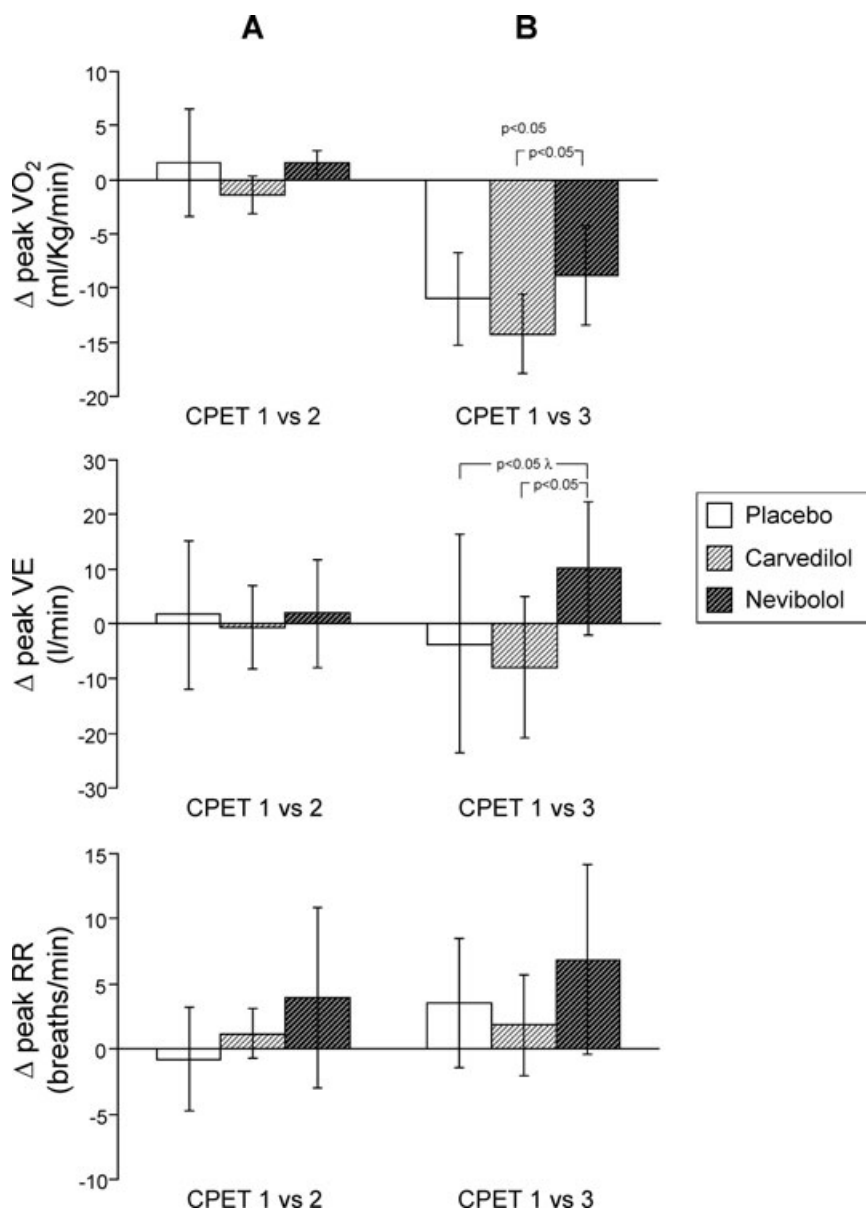 A
B
Δ peak VO2
(ml/Kg/min)
10
5
0
-5
-10
-15
-20
p<0.05
p<0.05
CPET 1 vs 2
CPET 1 vs 3
Δ peak VE
(l/min)
30
20
10
0
-10
-20
-30
p<0.05 λ
p<0.05
CPET 1 vs 2
CPET 1 vs 3
Placebo
Carvedilol
Nevibolol
Δ peak RR
(breaths/min)
15
10
5
0
-5
-10
CPET 1 vs 2
CPET 1 vs 3